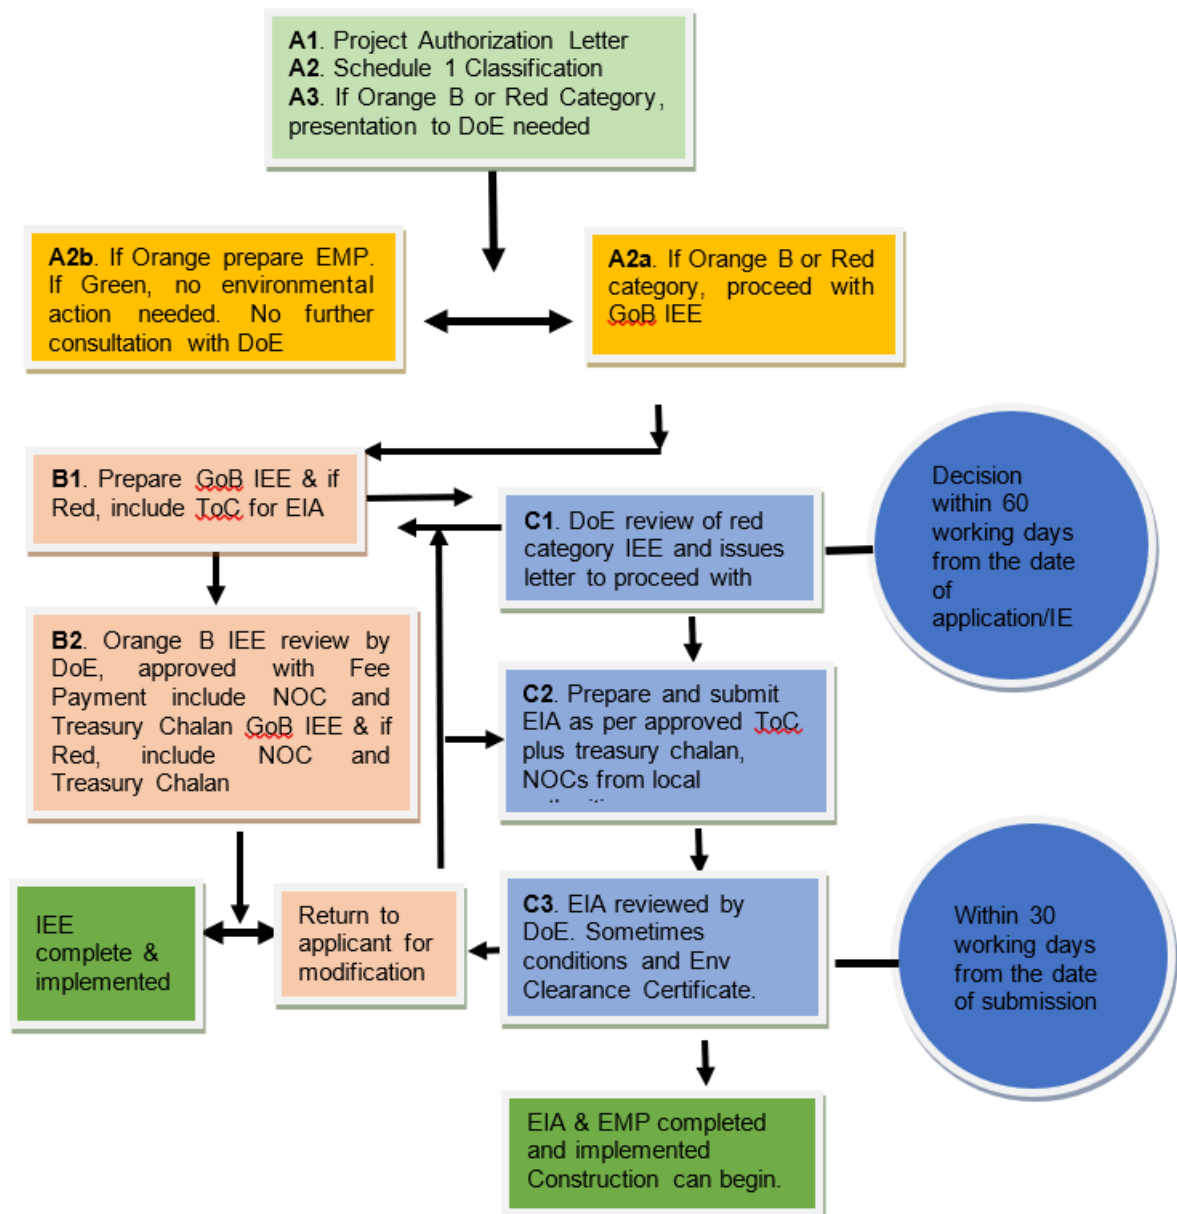 A1. Project Authorization Letter
A2. Schedule 1 Classification
A3. If Orange B or Red Category,
presentation to DoE needed
A2b. If Orange prepare EMP.
If Green, no environmental
action needed. No further
consultation with DoE
A2a. If Orange B or Red
category, proceed with
GoB IEE
B1. Prepare GoB IEE & if
Red, include ToC for EIA
C1. DoE review of red
category IEE and issues
letter to proceed with
Decision
within 60
working days
from the date
of
application/IE
B2. Orange B IEE review by
DoE, approved with Fee
Payment include NOC and
Treasury Chalan GoB IEE & if
Red, include NOC and
Treasury Chalan
C2. Prepare and submit
EIA as per approved ToC
plus treasury chalan,
NOCs from local
IEE
complete &
implemented
Return to
applicant for
modification
C3. EIA reviewed by
DoE. Sometimes
conditions and Env
Clearance Certificate.
Within 30
working days
from the date
of submission
EIA & EMP completed
and implemented
Construction can begin.